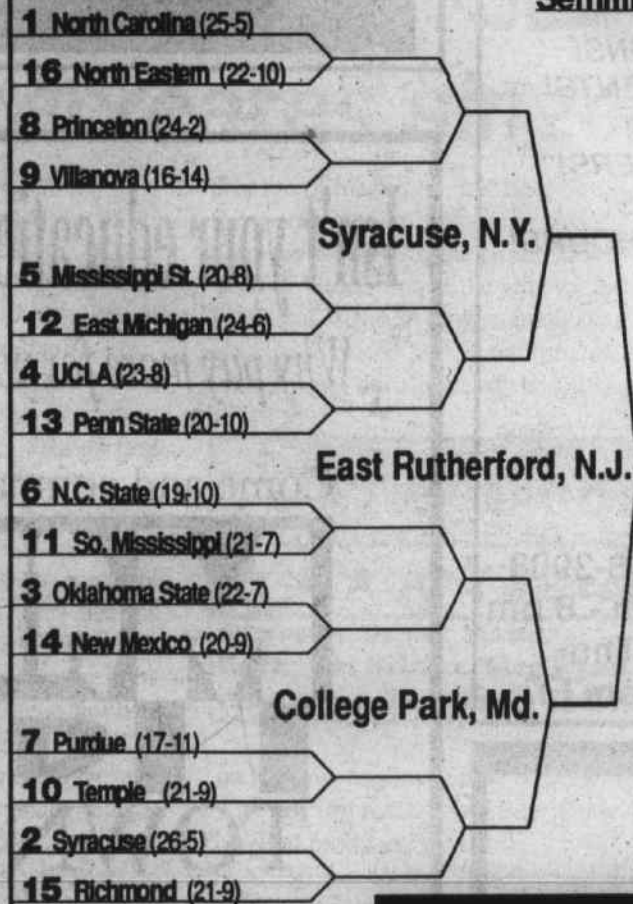 1 North Carolina (25-5)
16 North Eastern (22-10)
8 Princeton (24-2)
9 Villanova (16-14)
Syracuse, N.Y.
5 Mississippi St. (20-8)
12 East Michigan (24-6)
4 UCLA (23-8)
13 Penn State (20-10)
East Rutherford, N.J.
6 N.C. State (19-10)
11 So. Mississippi (21-7)
3 Oklahoma State (22-7)
14 New Mexico (20-9)
College Park, Md.
7 Purdue (17-11)
10 Temple (21-9)
2 Syracuse (26-5)
15 Richmond (21-9)